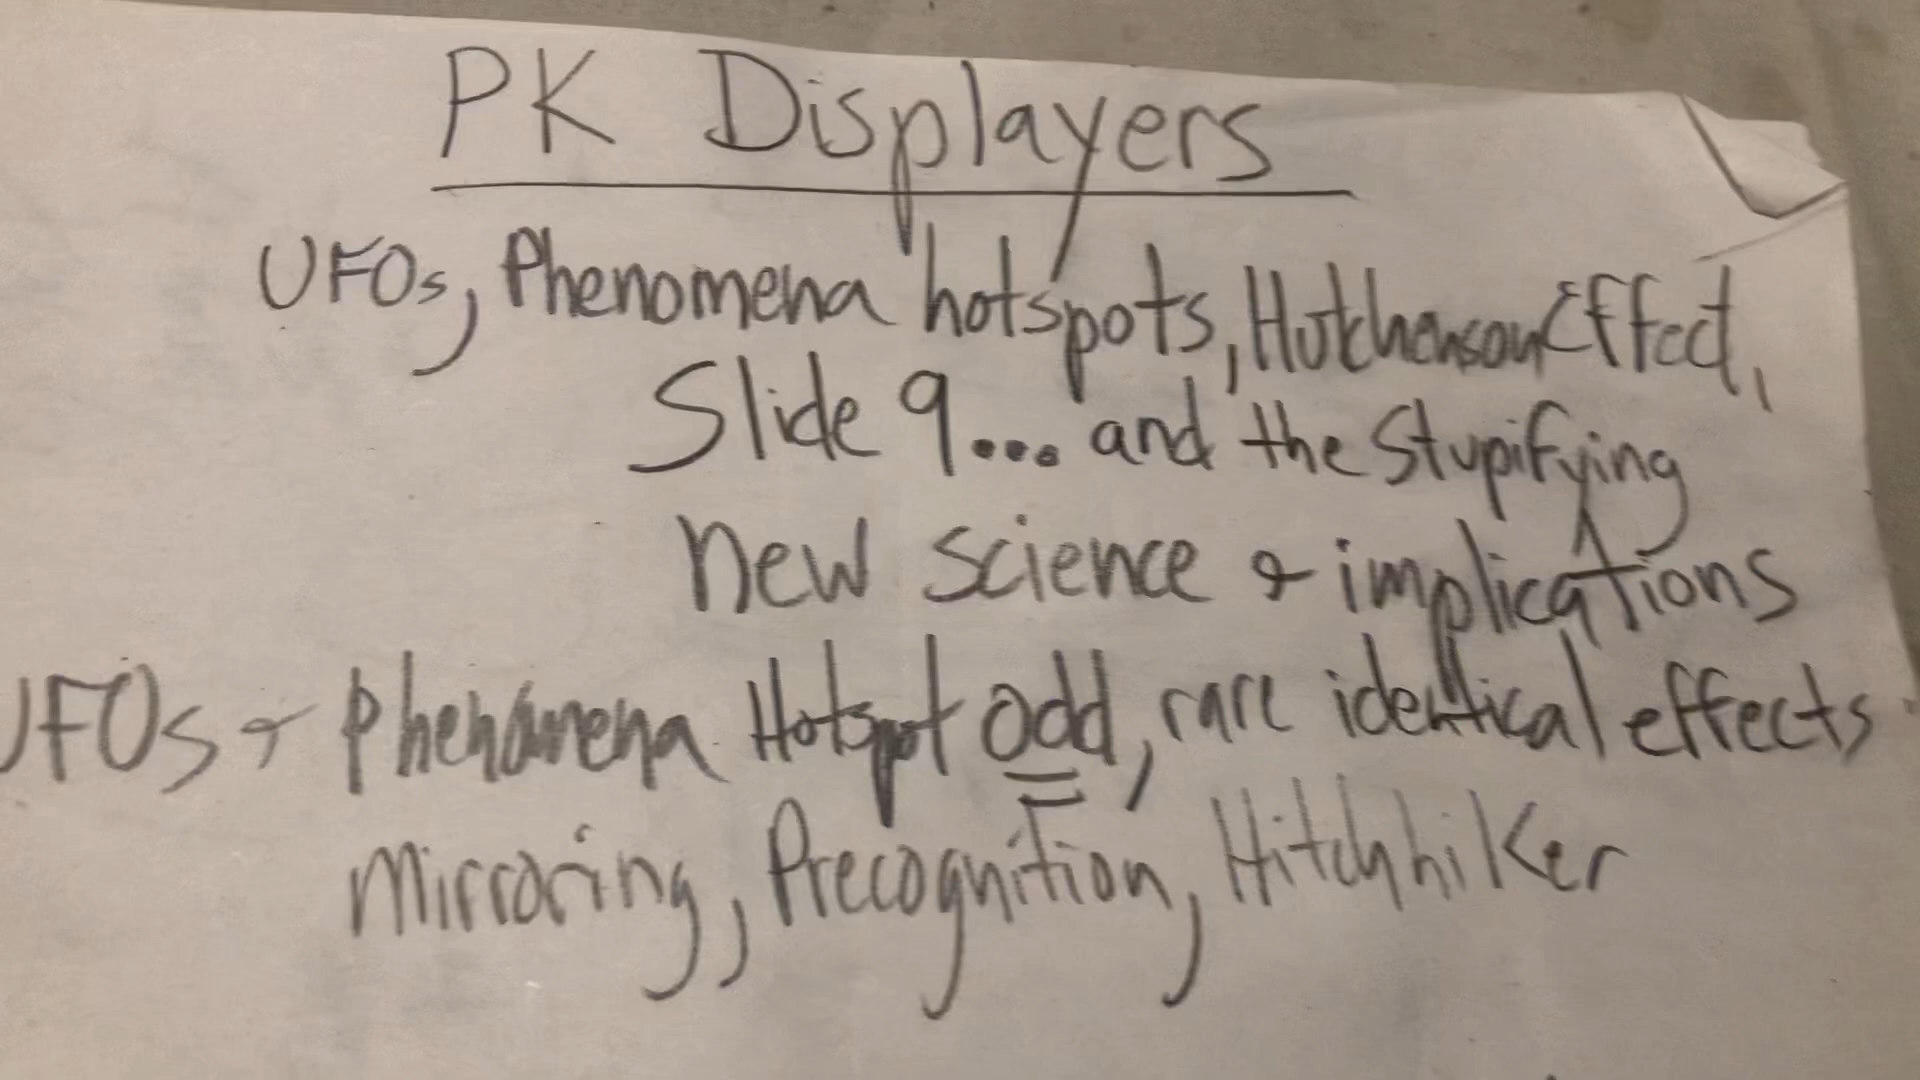 PK Displayers
UFOs, Phenomena hotspots, Hutchenson Effect,
Slide 9... and the Stupifying
new science & implications
UFOs & Phenamena Hotspot odd, rare identical effects
Mirroring, Precognition, Hitchhiker